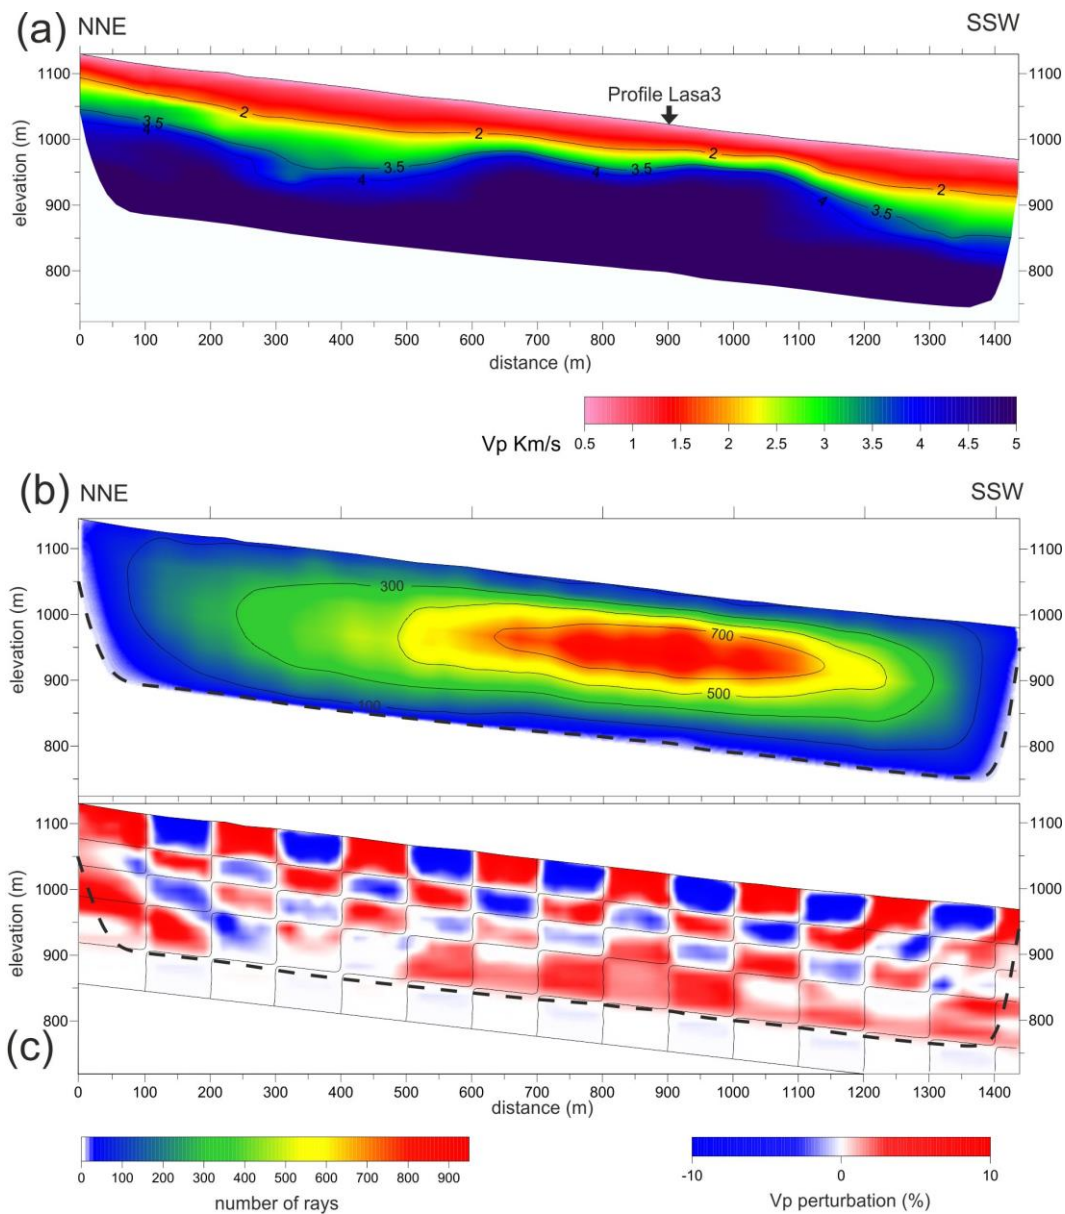 (a) NNE SSW
Profile Lasa3
1100 1100
1000 1000
900 900
800 800
elevation (m)
2 2 2 2
3.5 3.5 3.5 3.5
4 4 4 4
0 100 200 300 400 500 600 700 800 900 1000 1100 1200 1300 1400
distance (m)
Vp Km/s
0.5 1 1.5 2 2.5 3 3.5 4 4.5 5
(b) NNE SSW
1100 1100
1000 1000
900 900
800 800
elevation (m)
300
700
500
100
1100 1100
1000 1000
900 900
800 800
elevation (m)
(c)
0 100 200 300 400 500 600 700 800 900 1000 1100 1200 1300 1400
distance (m)
0 100 200 300 400 500 600 700 800 900
number of rays
-10 0 10
Vp perturbation (%)